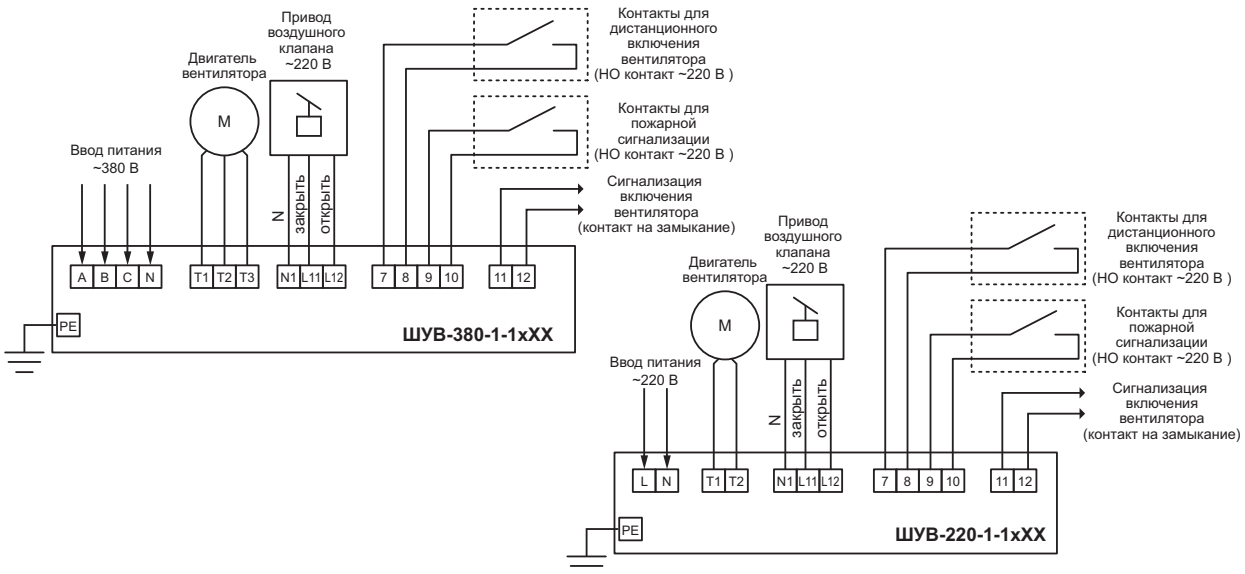 Привод
воздушного
клапана
~220 В
Двигатель
вентилятора
М
Ввод питания
~380 В
N
закрыть
открыть
Контакты для
дистанционного
включения
вентилятора
(НО контакт ~220 В )
Контакты для
пожарной
сигнализации
(НО контакт ~220 В )
Сигнализация
включения
вентилятора
(контакт на замыкание)
A B C N T1 T2 T3 N1 L11 L12 7 8 9 10 11 12
PE
ШУВ-380-1-1хХХ
Привод
воздушного
клапана
~220 В
Двигатель
вентилятора
М
Ввод питания
~220 В
N
закрыть
открыть
Контакты для
дистанционного
включения
вентилятора
(НО контакт ~220 В )
Контакты для
пожарной
сигнализации
(НО контакт ~220 В )
Сигнализация
включения
вентилятора
(контакт на замыкание)
L N T1 T2 N1 L11 L12 7 8 9 10 11 12
PE
ШУВ-220-1-1хХХ